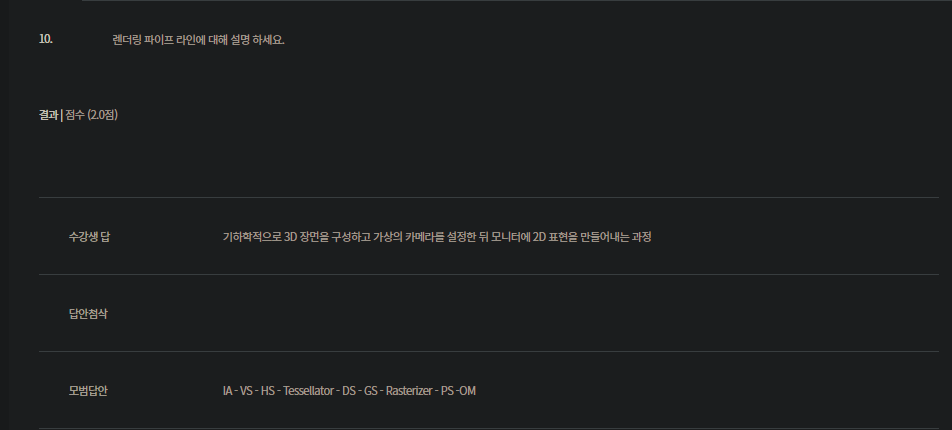 10. 렌더링 파이프 라인에 대해 설명 하세요.
결과 | 점수 (2.0점)
수강생 답 기하학적으로 3D 장면을 구성하고 가상의 카메라를 설정한 뒤 모니터에 2D 표현을 만들어내는 과정
답안첨삭
모범답안 IA - VS - HS - Tessellator - DS - GS - Rasterizer - PS -OM